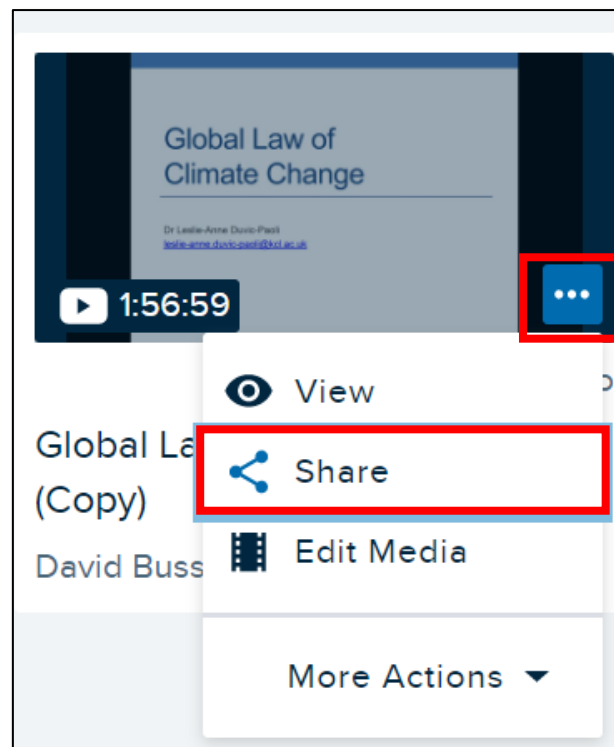 Global Law of
Climate Change
Dr Leslie-Anne Duvic-Paoli
leslie-anne.duvic-paoli@kcl.ac.uk
1:56:59
View
Global La
Share
(Copy)
Edit Media
David Buss
More Actions